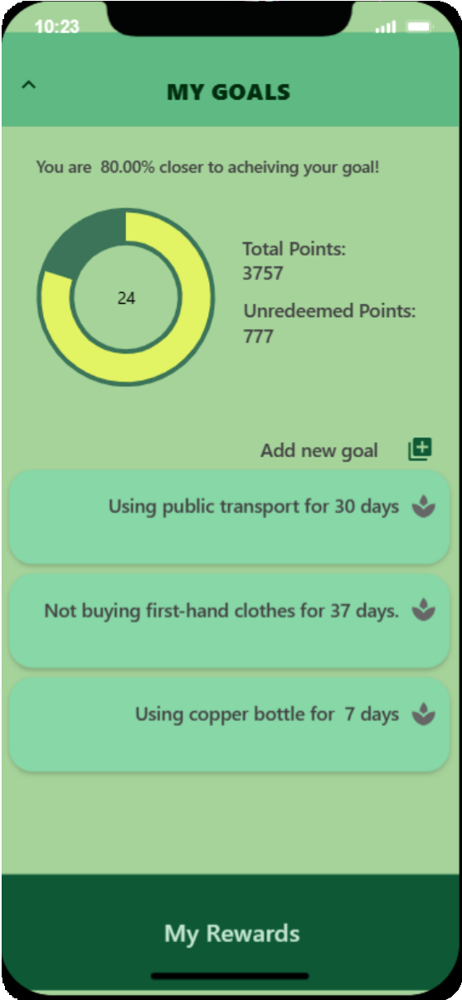 10:23
MY GOALS
You are  80.00% closer to acheiving your goal!
24
Total Points:
3757
Unredeemed Points:
777
Add new goal
Using public transport for 30 days
Not buying first-hand clothes for 37 days.
Using copper bottle for  7 days
My Rewards